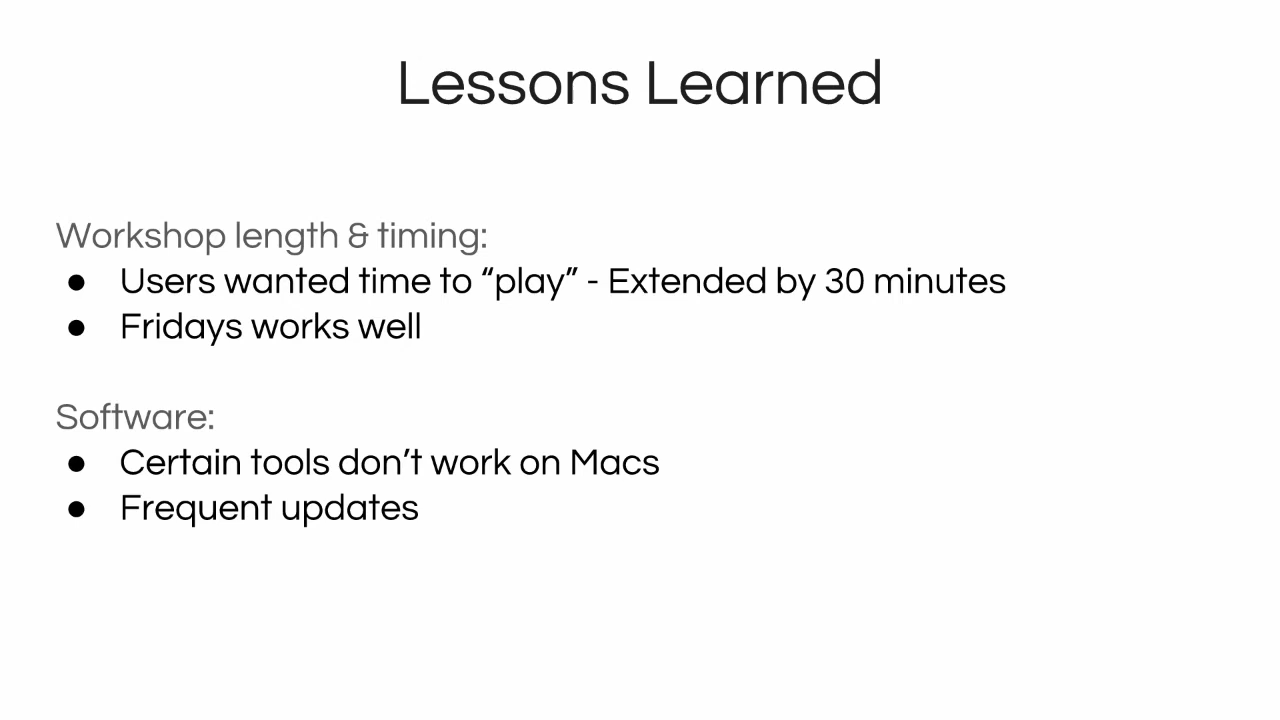 Lessons Learned
Workshop length & timing:
● Users wanted time to “play” - Extended by 30 minutes
● Fridays works well
Software:
● Certain tools don’t work on Macs
● Frequent updates